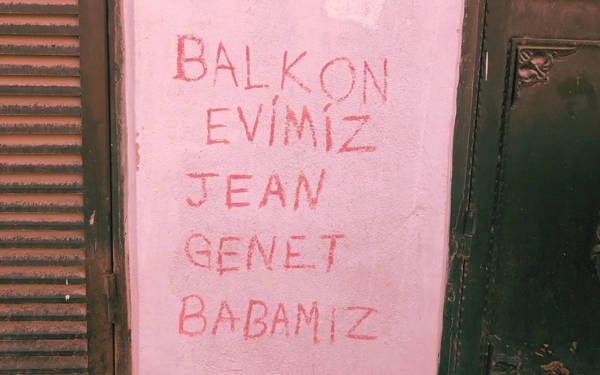 BALKON
EVİMİZ
JEAN
GENET
BABAMIZ